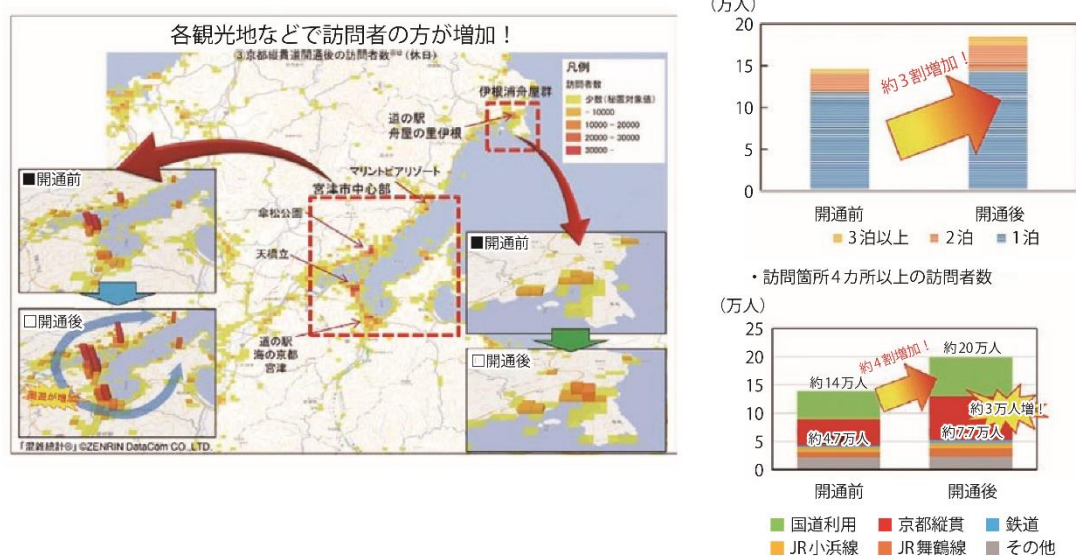 各観光地などで訪問者の方が増加！
③京都縦貫道開通後の訪問者数※12（休日）
凡例
訪問者数
少数（秘匿対象値）
- 10000
10000 - 20000
20000 - 30000
30000 -
伊根浦舟屋群
道の駅
舟屋の里伊根
マリントピアリゾート
宮津市中心部
傘松公園
天橋立
道の駅
海の京都
宮津
■開通前
□開通後
周遊が増加
■開通前
□開通後
「混雑統計®」©ZENRIN DataCom CO.,LTD.
（万人）
20
15
10
5
0
約3割増加！
開通前
開通後
3泊以上
2泊
1泊
・訪問箇所4カ所以上の訪問者数
（万人）
25
20
15
10
5
0
約14万人
約4割増加！
約20万人
約3万人増！
約4.7万人
約7.7万人
開通前
開通後
国道利用
京都縦貫
鉄道
JR小浜線
JR舞鶴線
その他